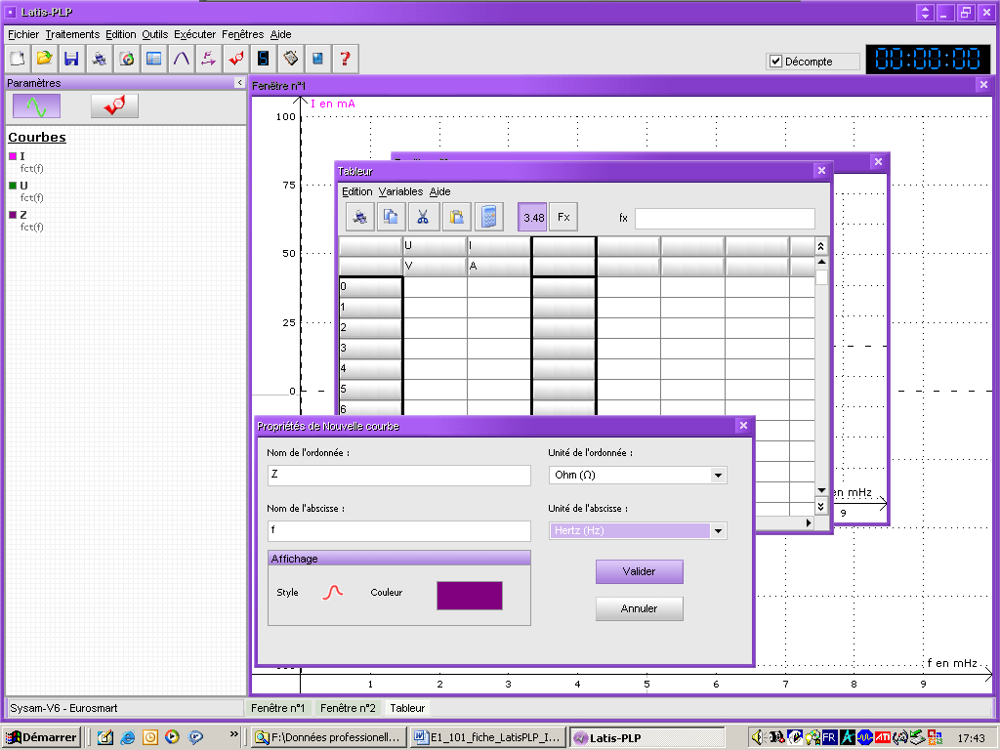 Latis-PLP
Fichier Traitements Edition Outils Exécuter Fenêtres Aide
Décompte
00:00:00
Paramètres
Courbes
I
fct(f)
U
fct(f)
Z
fct(f)
Fenêtre n°1
I en mA
100
75
50
25
0
Tableur
Edition Variables Aide
3.48 Fx fx
U I
V A
0
1
2
3
4
5
6
en mHz
9
Propriétés de Nouvelle courbe
Nom de l'ordonnée : Unité de l'ordonnée :
Z Ohm (Ω)
Nom de l'abscisse : Unité de l'abscisse :
f Hertz (Hz)
Affichage
Style Couleur
Valider
Annuler
f en mHz
1 2 3 4 5 6 7 8 9
Sysam-V6 - Eurosmart
Fenêtre n°1 Fenêtre n°2 Tableur
Démarrer
F:\Données professionell...
E1_101_fiche_LatisPLP_I...
Latis-PLP
FR
ATI
17:43